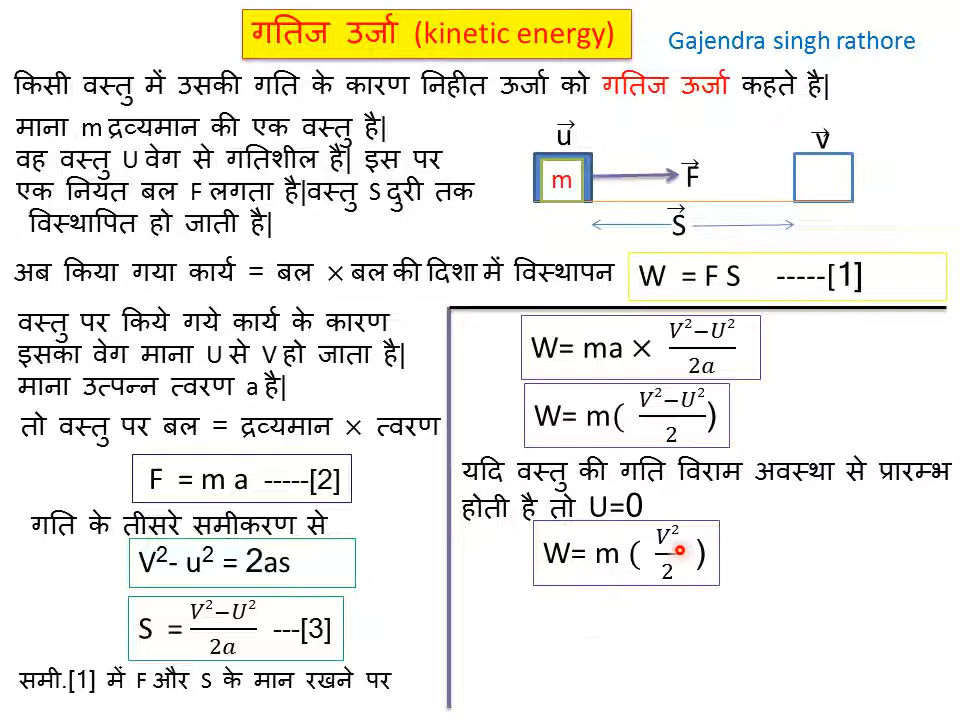 गतिज उर्जा (kinetic energy)
Gajendra singh rathore
किसी वस्तु में उसकी गति के कारण निहीत ऊर्जा को गतिज ऊर्जा कहते है|
माना m द्रव्यमान की एक वस्तु है|
वह वस्तु U वेग से गतिशील है| इस पर
एक नियत बल F लगता है|वस्तु S दुरी तक
विस्थापित हो जाती है|
u⃗
v⃗
m
F⃗
S⃗
अब किया गया कार्य = बल × बल की दिशा में विस्थापन
W = F S -----[1]
वस्तु पर किये गये कार्य के कारण
इसका वेग माना U से V हो जाता है|
माना उत्पन्न त्वरण a है|
तो वस्तु पर बल = द्रव्यमान × त्वरण
F = m a -----[2]
गति के तीसरे समीकरण से
V²- u² = 2as
S = (V²−U²)/2a ---[3]
समी.[1] में F और S के मान रखने पर
W= ma × (V²−U²)/2a
W= m( (V²−U²)/2 )
यदि वस्तु की गति विराम अवस्था से प्रारम्भ
होती है तो U=0
W= m ( V²/2 )